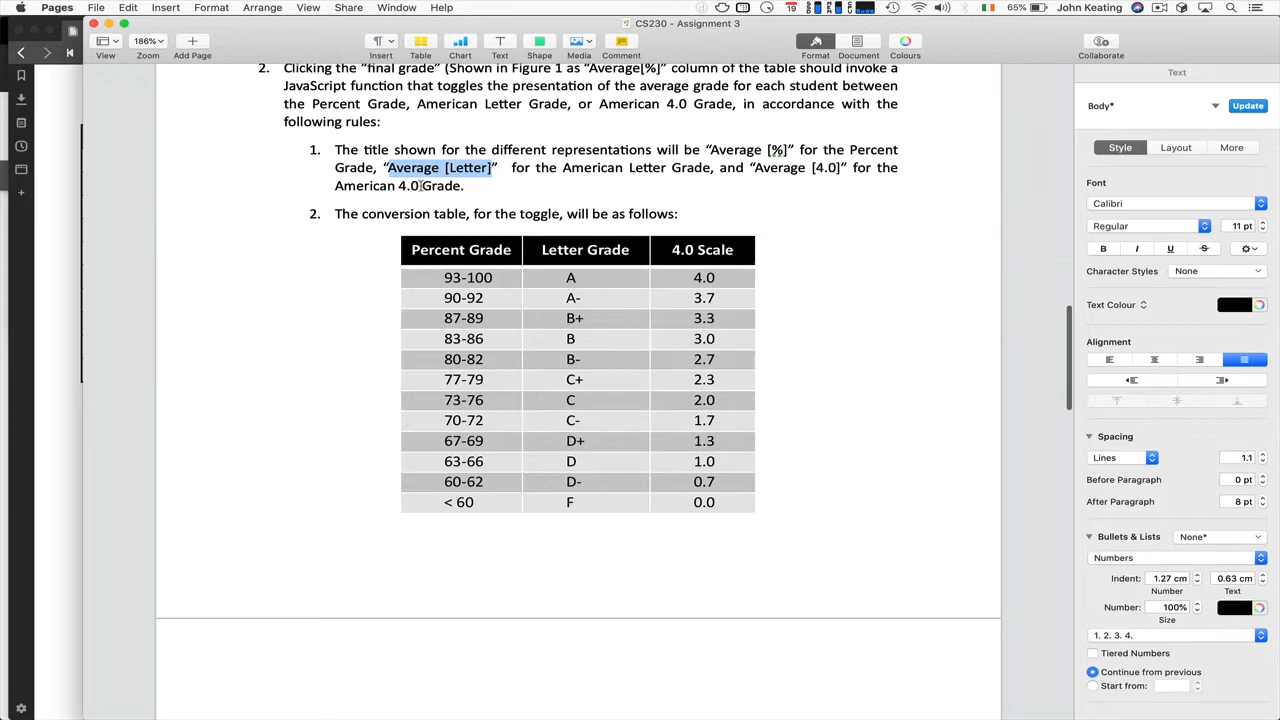 Pages File Edit Insert Format Arrange View Share Window Help 19 65% John Keating
CS230 - Assignment 3
186%
View Zoom Add Page Insert Table Chart Text Shape Media Comment Format Document Colours Collaborate
2. Clicking the “final grade” (Shown in Figure 1 as “Average[%]” column of the table should invoke a
JavaScript function that toggles the presentation of the average grade for each student between
the Percent Grade, American Letter Grade, or American 4.0 Grade, in accordance with the
following rules:
1. The title shown for the different representations will be “Average [%]” for the Percent
Grade, “Average [Letter]” for the American Letter Grade, and “Average [4.0]” for the
American 4.0 Grade.
2. The conversion table, for the toggle, will be as follows:
Percent Grade Letter Grade 4.0 Scale
93-100 A 4.0
90-92 A- 3.7
87-89 B+ 3.3
83-86 B 3.0
80-82 B- 2.7
77-79 C+ 2.3
73-76 C 2.0
70-72 C- 1.7
67-69 D+ 1.3
63-66 D 1.0
60-62 D- 0.7
< 60 F 0.0
Text
Body* Update
Style Layout More
Font
Calibri
Regular 11 pt
B I U S
Character Styles None
Text Colour
Alignment
Spacing
Lines 1.1
Before Paragraph 0 pt
After Paragraph 8 pt
Bullets & Lists None*
Numbers
Indent: 1.27 cm 0.63 cm
Number Text
Number: 100%
Size
1. 2. 3. 4.
Tiered Numbers
Continue from previous
Start from: